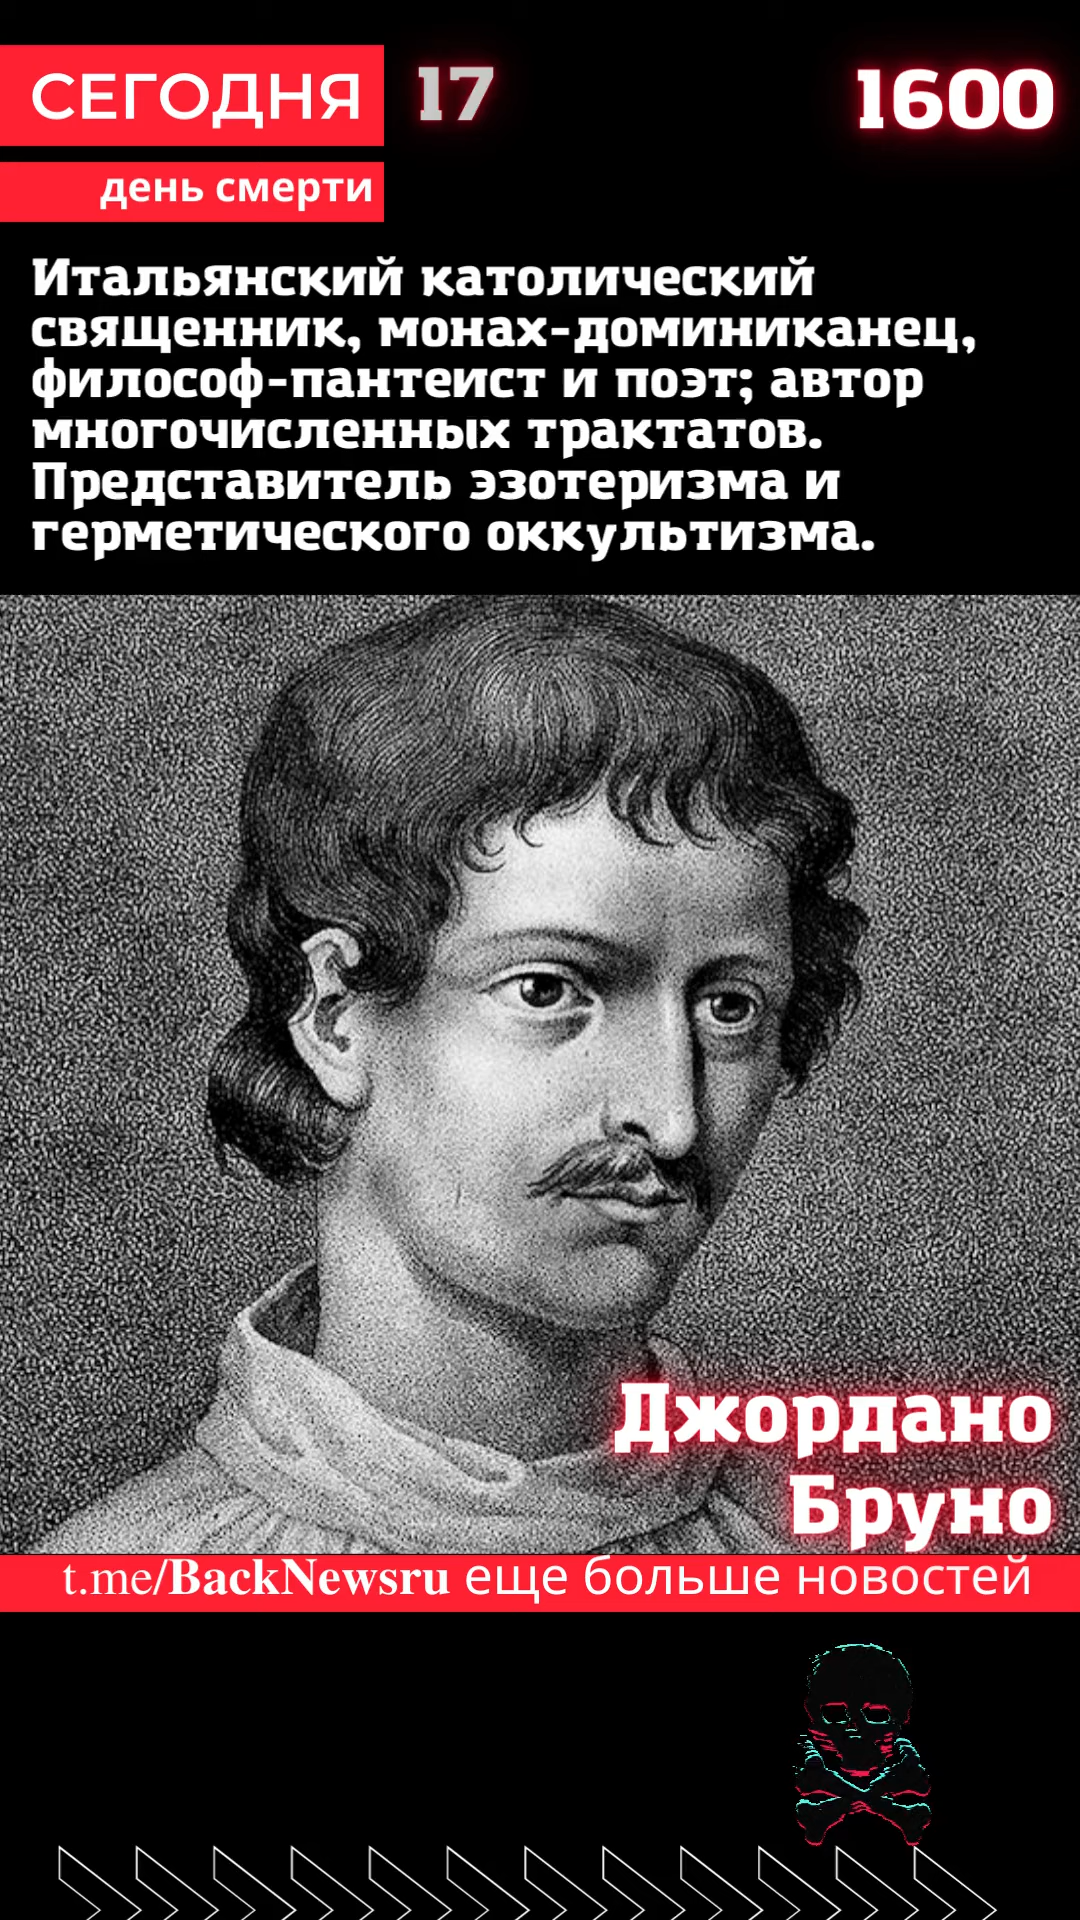 СЕГОДНЯ 17 1600
день смерти
Итальянский католический
священник, монах-доминиканец,
философ-пантеист и поэт; автор
многочисленных трактатов.
Представитель эзотеризма и
герметического оккультизма.
Джордано
Бруно
t.me/BackNewsru еще больше новостей